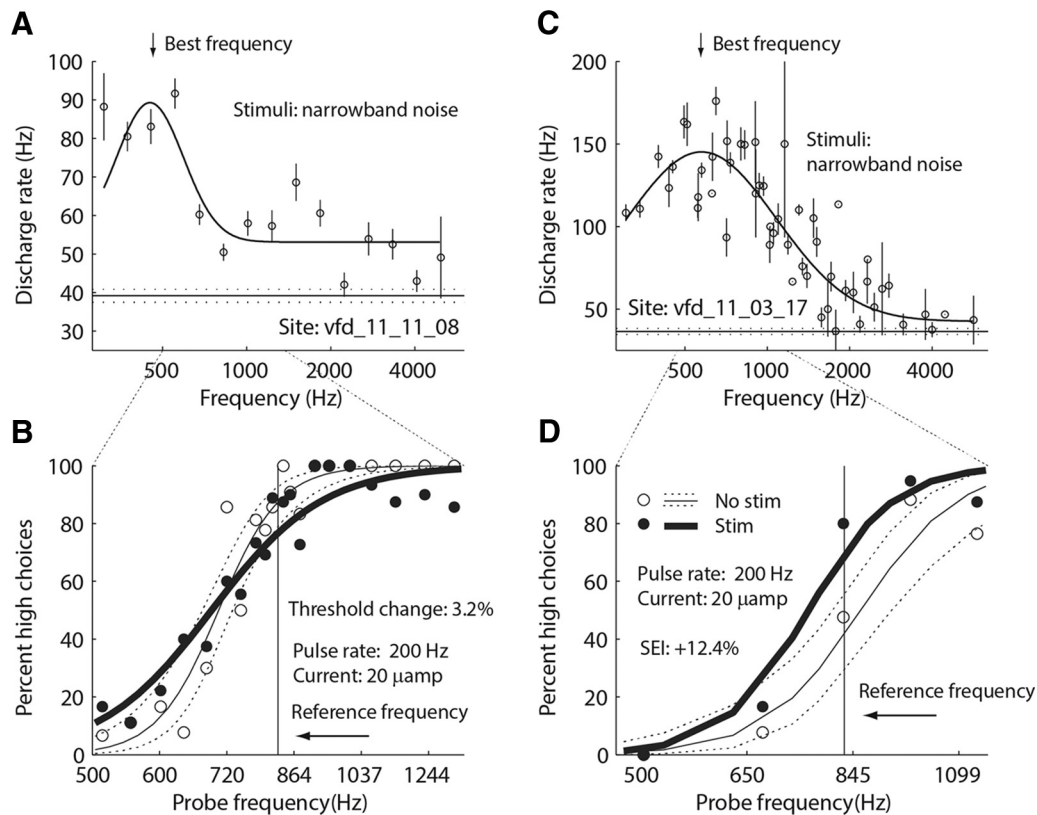 A
Best frequency
Stimuli: narrowband noise
Discharge rate (Hz)
100
90
80
70
60
50
40
30
Site: vfd_11_11_08
500
1000
2000
4000
Frequency (Hz)
B
Percent high choices
100
80
60
40
20
0
Threshold change: 3.2%
Pulse rate: 200 Hz
Current: 20 µamp
Reference frequency
500
600
720
864
1037
1244
Probe frequency(Hz)
C
Best frequency
Stimuli:
narrowband noise
Discharge rate (Hz)
200
150
100
50
Site: vfd_11_03_17
500
1000
2000
4000
Frequency (Hz)
D
Percent high choices
100
80
60
40
20
0
No stim
Stim
Pulse rate: 200 Hz
Current: 20 µamp
SEI: +12.4%
Reference frequency
500
650
845
1099
Probe frequency(Hz)